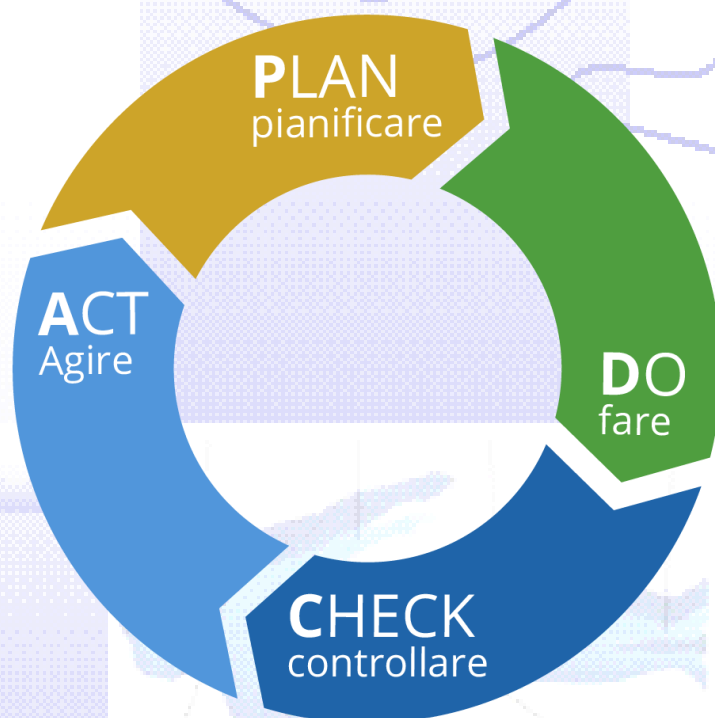 PLAN
pianificare
DO
fare
CHECK
controllare
ACT
Agire